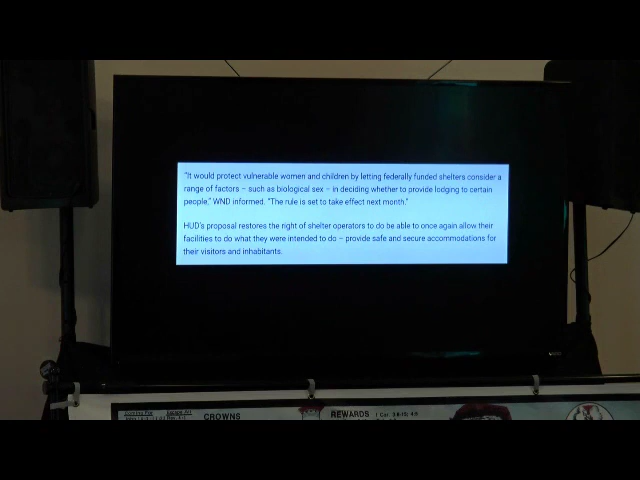 “It would protect vulnerable women and children by letting federally funded shelters consider a
range of factors – such as biological sex – in deciding whether to provide lodging to certain
people,” WND informed. “The rule is set to take effect next month.”
HUD's proposal restores the right of shelter operators to do be able to once again allow their
facilities to do what they were intended to do – provide safe and secure accommodations for
their visitors and inhabitants.
CROWNS
REWARDS